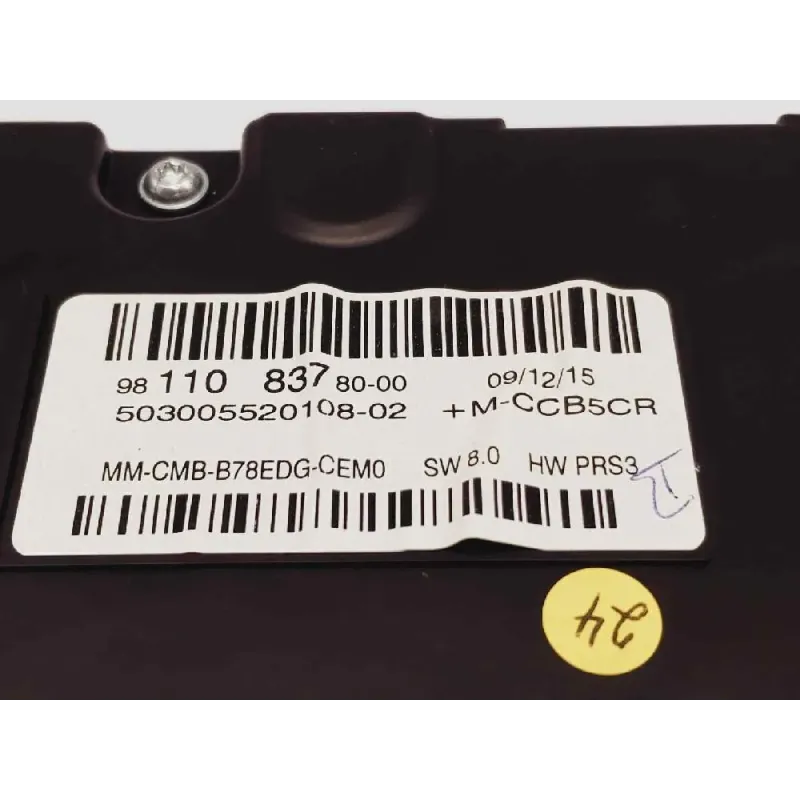 98 110 837 80-00 09/12/15
503005520108-02 +M-CCB5CR
MM-CMB-B78EDG-CEM0 SW 8.0 HW PRS3
24